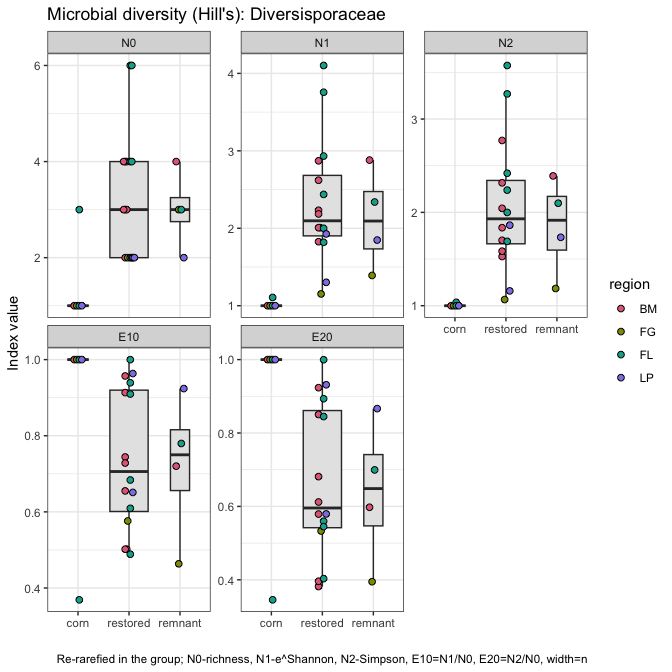 Microbial diversity (Hill's): Diversisporaceae
N0
N1
N2
6
4
2
4
3
2
1
3
2
1
corn restored remnant
Index value
region
BM
FG
FL
LP
E10
E20
1.0
0.8
0.6
0.4
1.0
0.8
0.6
0.4
corn restored remnant
corn restored remnant
Re-rarefied in the group; N0-richness, N1-e^Shannon, N2-Simpson, E10=N1/N0, E20=N2/N0, width=n